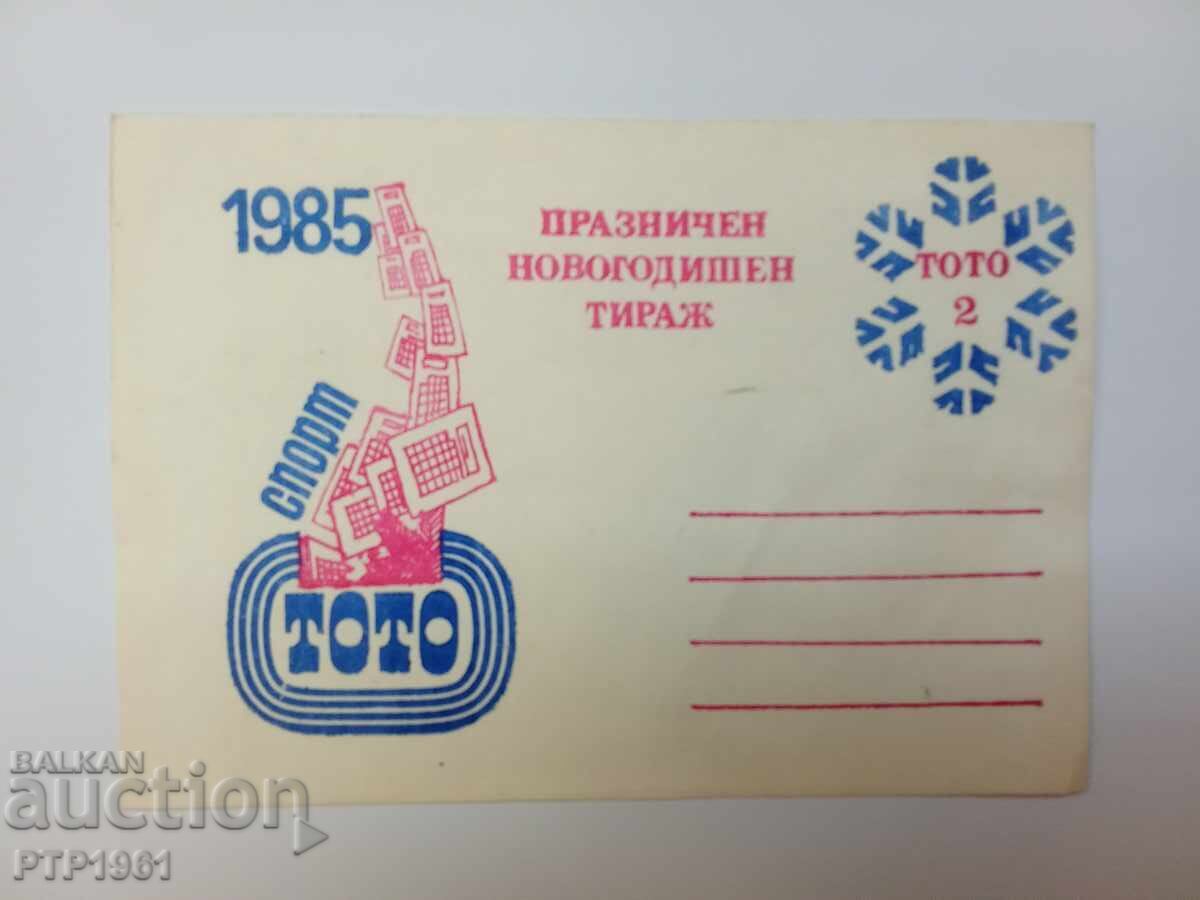 1985
ПРАЗНИЧЕН
НОВОГОДИШЕН
ТИРАЖ
ТОТО
2
спорт
ТОТО
BALKAN
auction
PTP1961